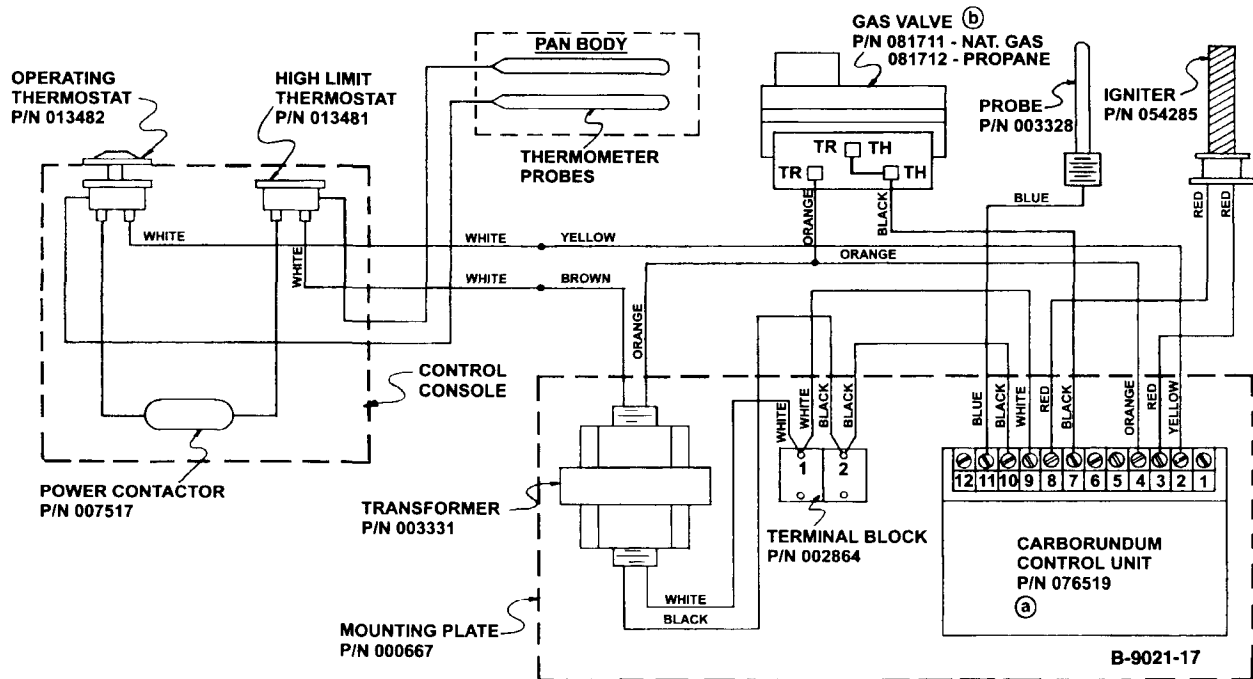 GAS VALVE ⓑ
P/N 081711 - NAT. GAS
081712 - PROPANE
PAN BODY
OPERATING
THERMOSTAT
P/N 013482
HIGH LIMIT
THERMOSTAT
P/N 013481
PROBE
P/N 003328
IGNITER
P/N 054285
THERMOMETER
PROBES
TR TH
TR TH
ORANGE
BLACK
BLUE
RED
RED
WHITE
WHITE
YELLOW
ORANGE
WHITE
WHITE
BROWN
ORANGE
CONTROL
CONSOLE
WHITE
WHITE
BLACK
BLACK
BLUE
BLACK
WHITE
RED
BLACK
ORANGE
RED
YELLOW
1 2
12 11 10 9 8 7 6 5 4 3 2 1
POWER CONTACTOR
P/N 007517
TRANSFORMER
P/N 003331
TERMINAL BLOCK
P/N 002864
CARBORUNDUM
CONTROL UNIT
P/N 076519
ⓐ
WHITE
BLACK
MOUNTING PLATE
P/N 000667
B-9021-17